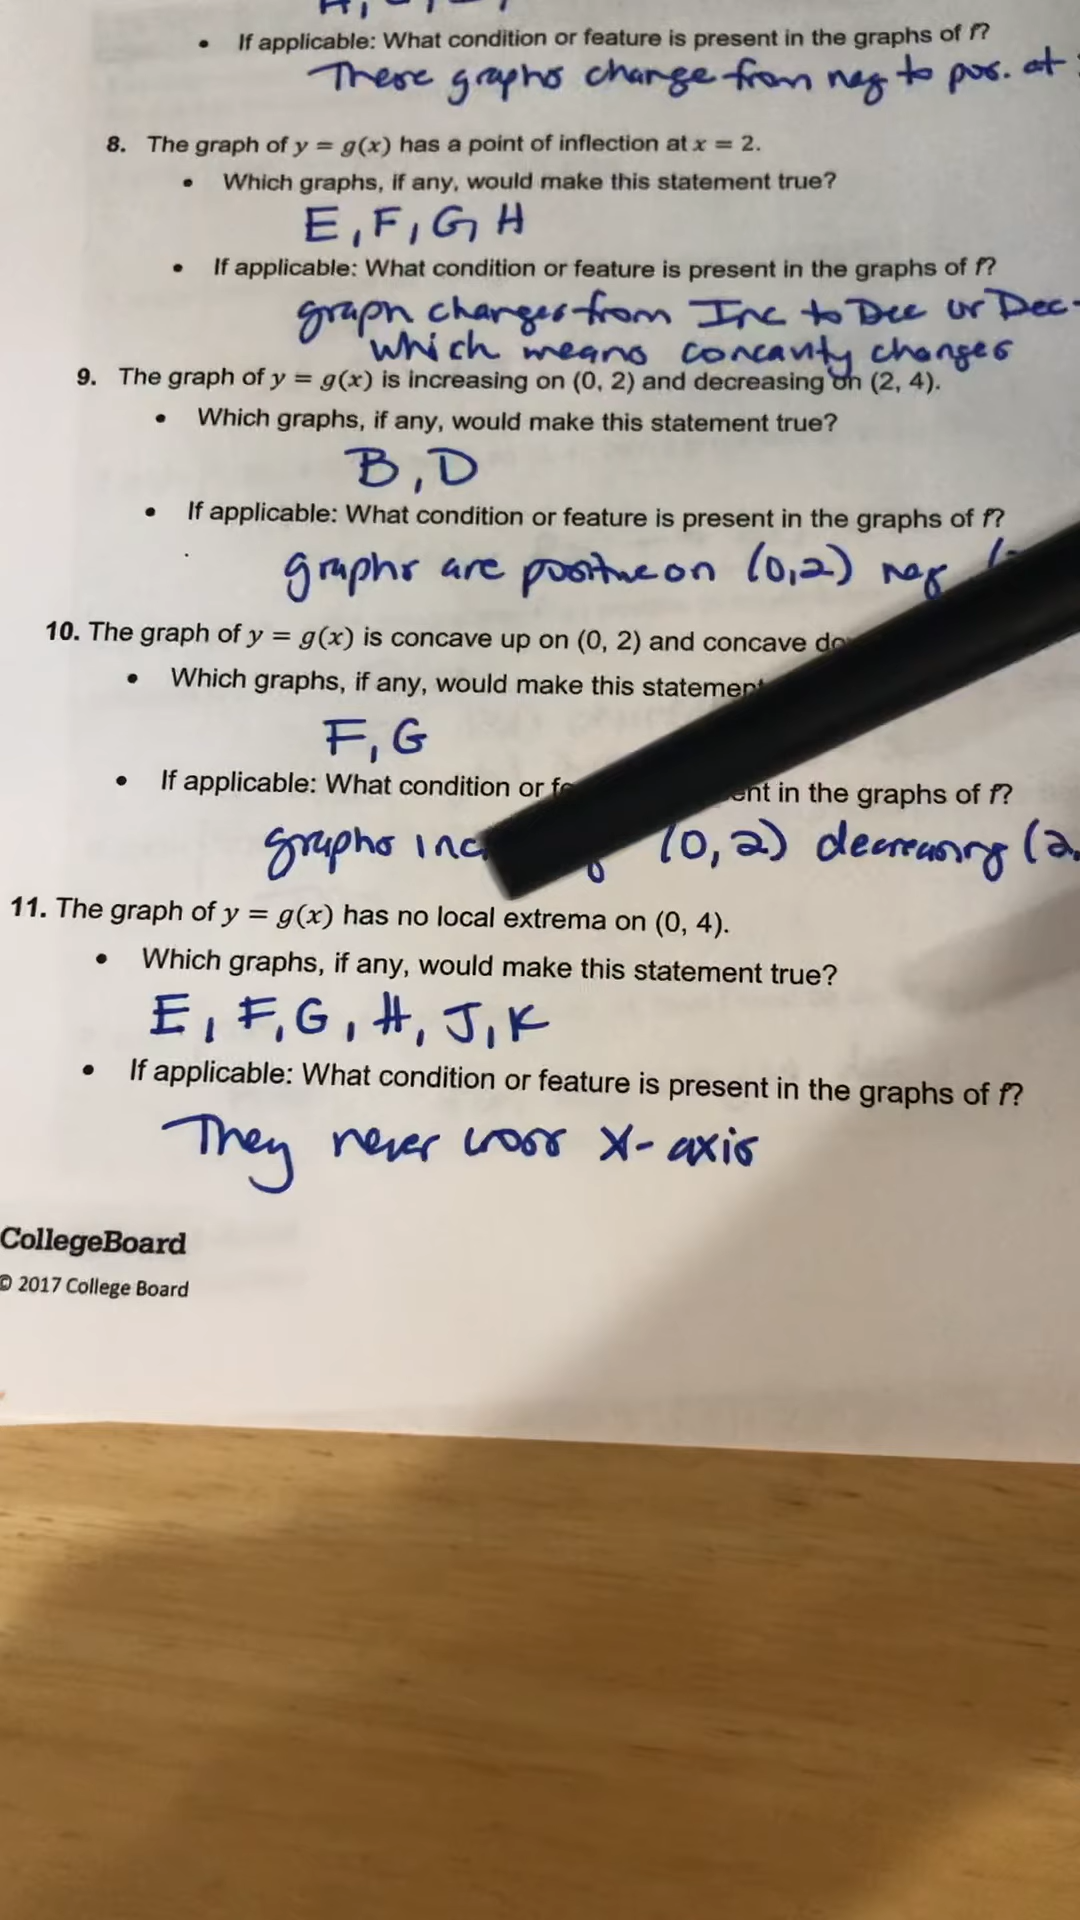 • If applicable: What condition or feature is present in the graphs of f?
These graphs change from neg to pos. at
8. The graph of y = g(x) has a point of inflection at x = 2.
• Which graphs, if any, would make this statement true?
E, F, G, H
• If applicable: What condition or feature is present in the graphs of f?
graph changes from Inc to Dec or Dec
which means concavity changes
9. The graph of y = g(x) is increasing on (0, 2) and decreasing on (2, 4).
• Which graphs, if any, would make this statement true?
B, D
• If applicable: What condition or feature is present in the graphs of f?
graphs are positive on (0,2) neg
10. The graph of y = g(x) is concave up on (0, 2) and concave
• Which graphs, if any, would make this statement
F, G
• If applicable: What condition or in the graphs of f?
graphs (0,2) decreasing (2,
11. The graph of y = g(x) has no local extrema on (0, 4).
• Which graphs, if any, would make this statement true?
E, F, G, H, J, K
• If applicable: What condition or feature is present in the graphs of f?
They never cross x-axis
CollegeBoard
© 2017 College Board